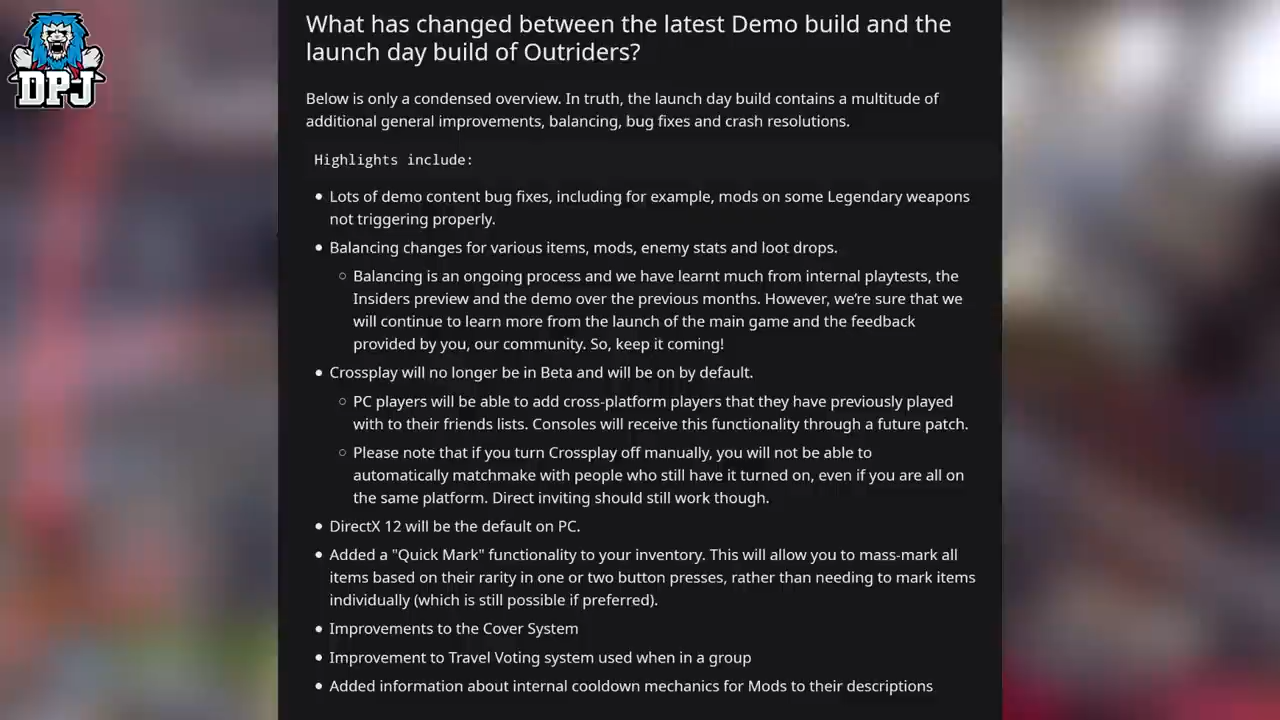 DPJ
What has changed between the latest Demo build and the
launch day build of Outriders?
Below is only a condensed overview. In truth, the launch day build contains a multitude of
additional general improvements, balancing, bug fixes and crash resolutions.
Highlights include:
• Lots of demo content bug fixes, including for example, mods on some Legendary weapons
not triggering properly.
• Balancing changes for various items, mods, enemy stats and loot drops.
○ Balancing is an ongoing process and we have learnt much from internal playtests, the
Insiders preview and the demo over the previous months. However, we're sure that we
will continue to learn more from the launch of the main game and the feedback
provided by you, our community. So, keep it coming!
• Crossplay will no longer be in Beta and will be on by default.
○ PC players will be able to add cross-platform players that they have previously played
with to their friends lists. Consoles will receive this functionality through a future patch.
○ Please note that if you turn Crossplay off manually, you will not be able to
automatically matchmake with people who still have it turned on, even if you are all on
the same platform. Direct inviting should still work though.
• DirectX 12 will be the default on PC.
• Added a "Quick Mark" functionality to your inventory. This will allow you to mass-mark all
items based on their rarity in one or two button presses, rather than needing to mark items
individually (which is still possible if preferred).
• Improvements to the Cover System
• Improvement to Travel Voting system used when in a group
• Added information about internal cooldown mechanics for Mods to their descriptions